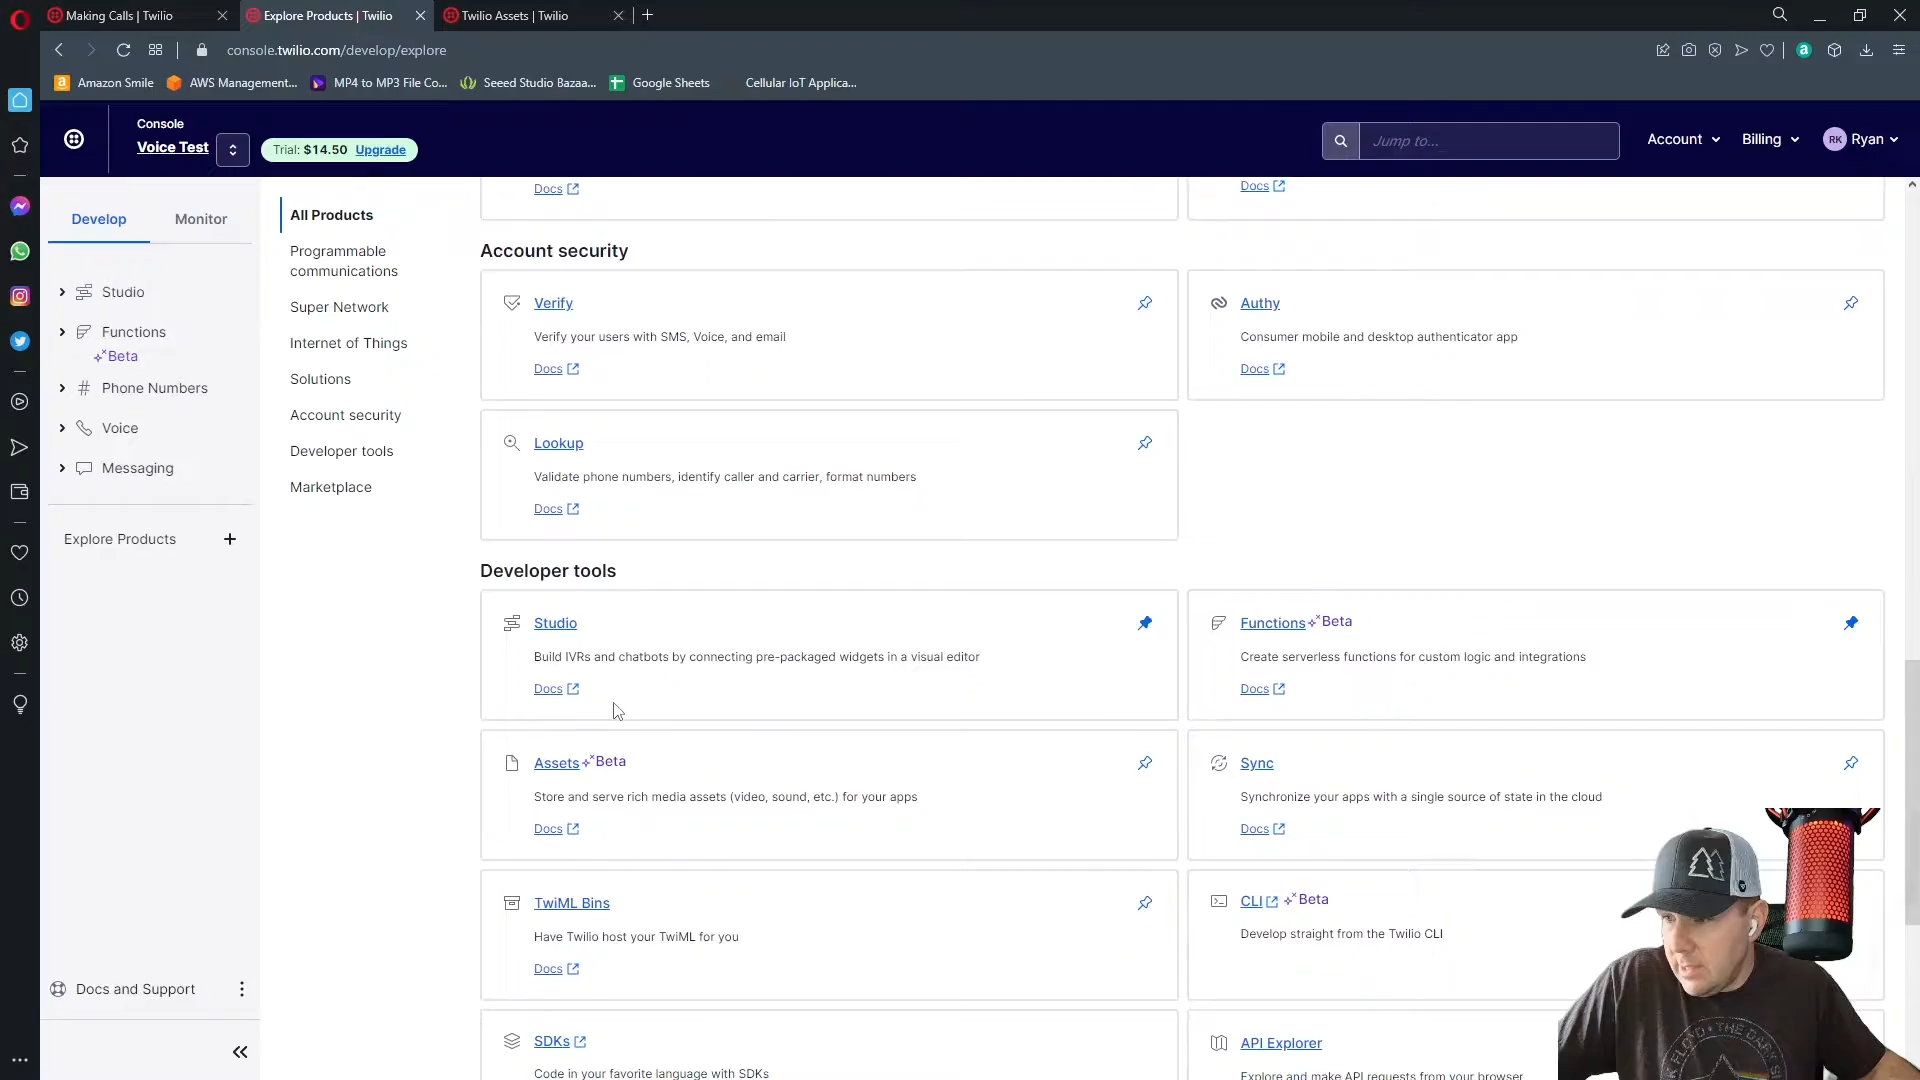 Making Calls | Twilio
Explore Products | Twilio
Twilio Assets | Twilio
console.twilio.com/develop/explore
Amazon Smile
AWS Management...
MP4 to MP3 File Co...
Seeed Studio Bazaa...
Google Sheets
Cellular IoT Applica...
Console
Voice Test
Trial: $14.50 Upgrade
Jump to...
Account
Billing
RK
Ryan
Develop
Monitor
Studio
Functions
Beta
Phone Numbers
Voice
Messaging
Explore Products
Docs and Support
All Products
Programmable
communications
Super Network
Internet of Things
Solutions
Account security
Developer tools
Marketplace
Docs
Docs
Account security
Verify
Verify your users with SMS, Voice, and email
Docs
Authy
Consumer mobile and desktop authenticator app
Docs
Lookup
Validate phone numbers, identify caller and carrier, format numbers
Docs
Developer tools
Studio
Build IVRs and chatbots by connecting pre-packaged widgets in a visual editor
Docs
Functions Beta
Create serverless functions for custom logic and integrations
Docs
Assets Beta
Store and serve rich media assets (video, sound, etc.) for your apps
Docs
Sync
Synchronize your apps with a single source of state in the cloud
Docs
TwiML Bins
Have Twilio host your TwiML for you
Docs
CLI Beta
Develop straight from the Twilio CLI
SDKs
Code in your favorite language with SDKs
API Explorer
Explore and make API requests from your browser